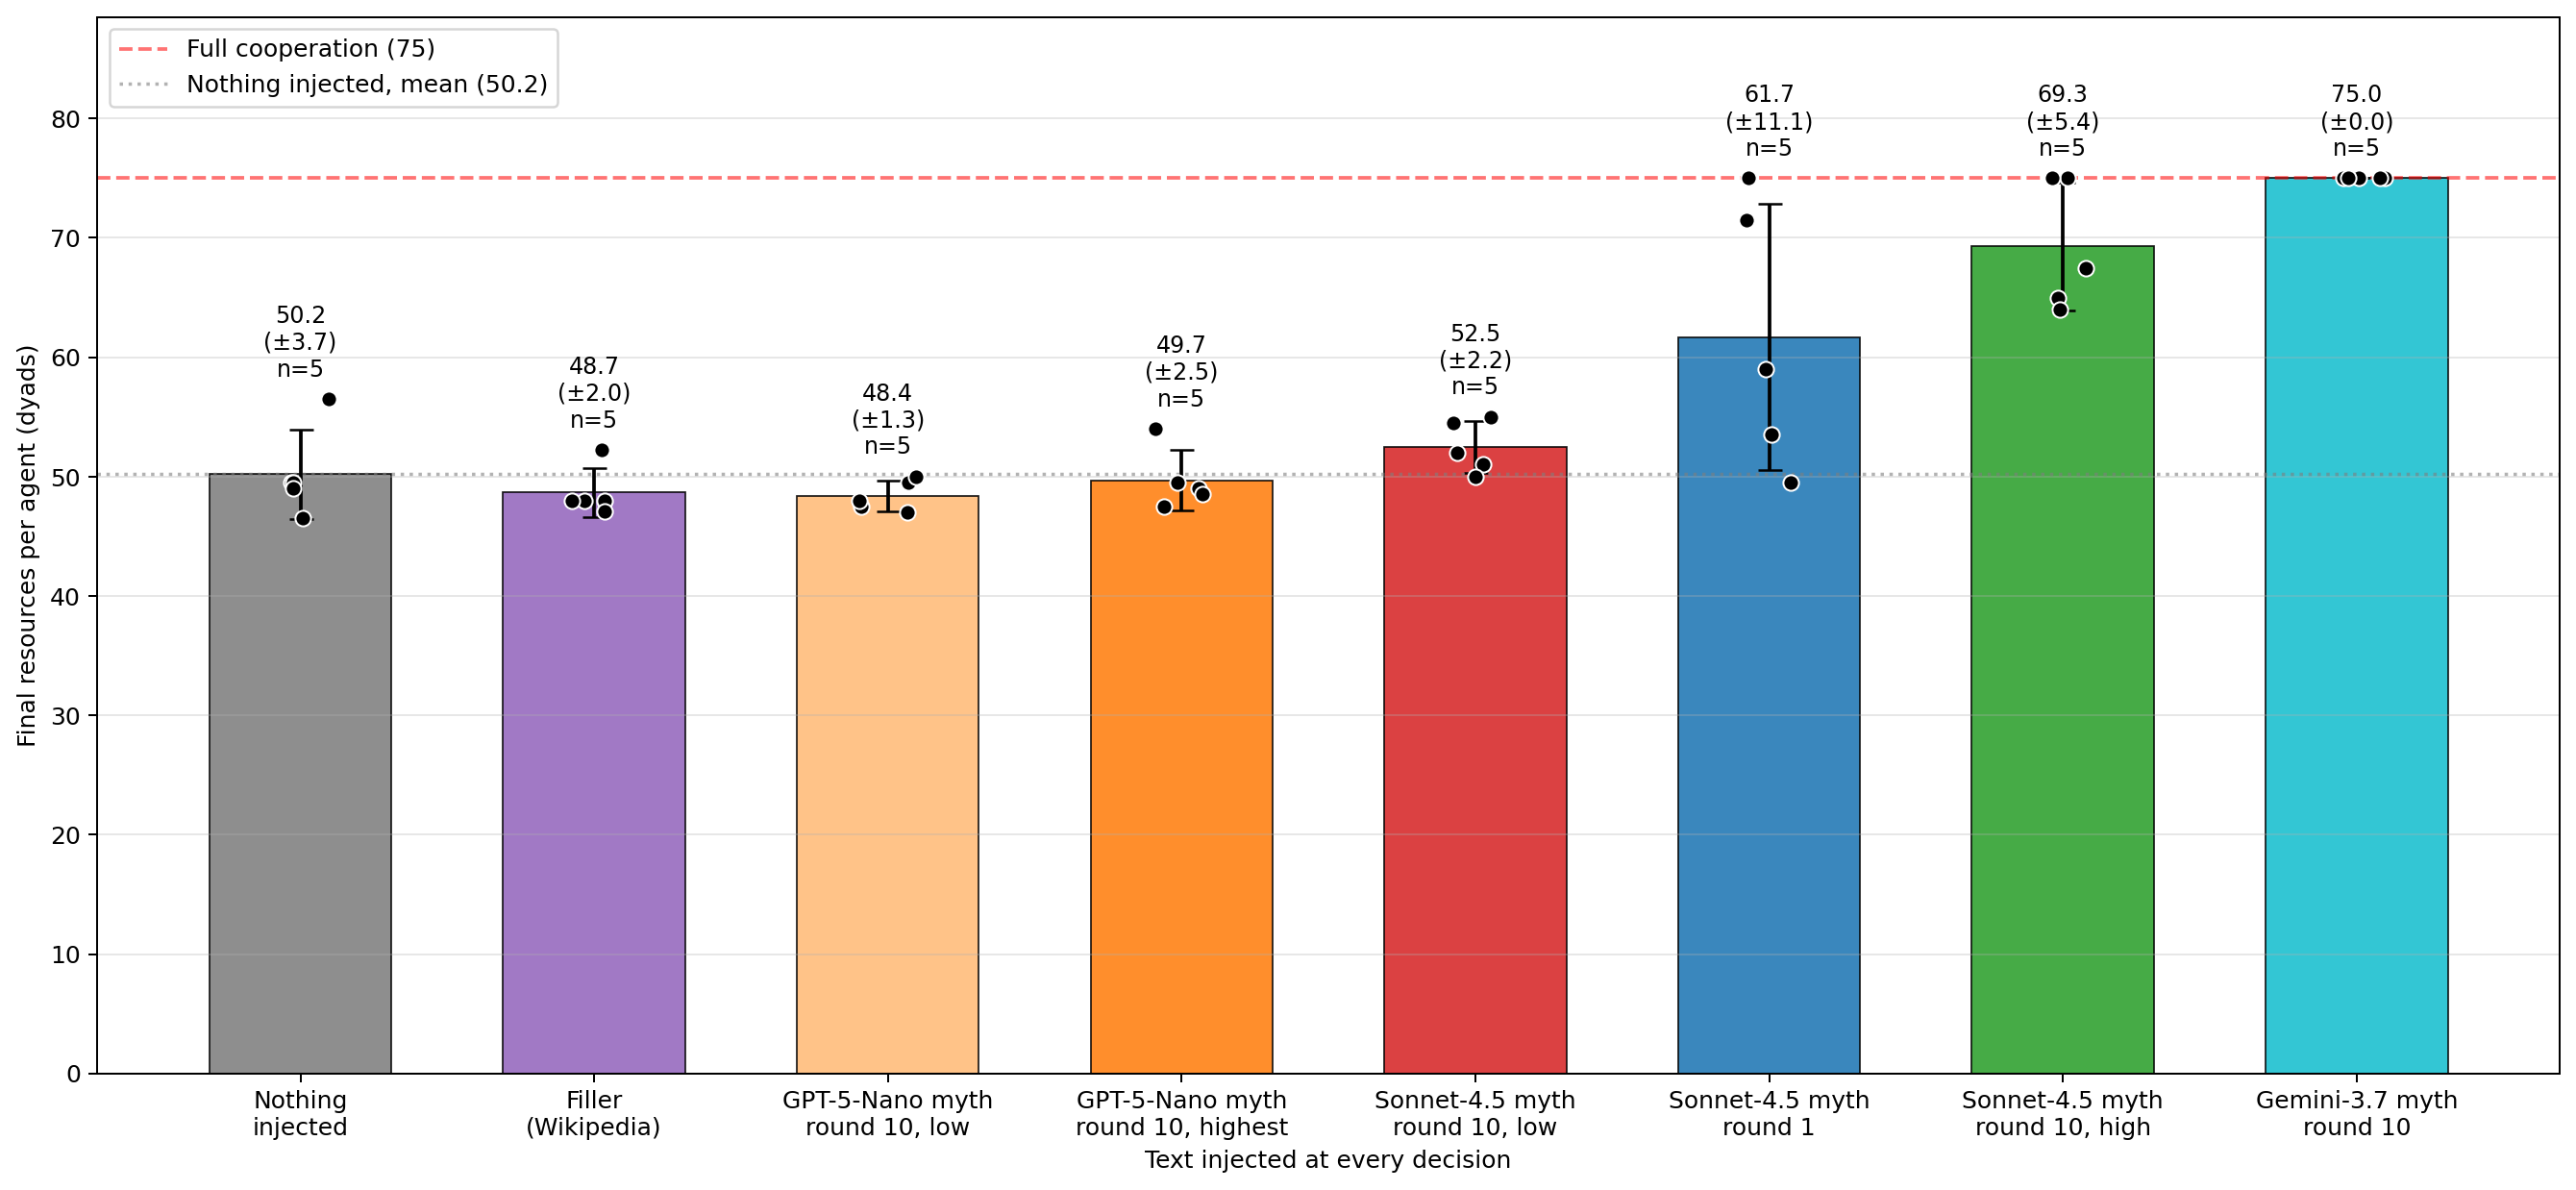 Full cooperation (75)
Nothing injected, mean (50.2)
Final resources per agent (dyads)
80
70
60
50
40
30
20
10
0
50.2
(±3.7)
n=5
48.7
(±2.0)
n=5
48.4
(±1.3)
n=5
49.7
(±2.5)
n=5
52.5
(±2.2)
n=5
61.7
(±11.1)
n=5
69.3
(±5.4)
n=5
75.0
(±0.0)
n=5
Nothing
injected
Filler
(Wikipedia)
GPT-5-Nano myth
round 10, low
GPT-5-Nano myth
round 10, highest
Sonnet-4.5 myth
round 10, low
Sonnet-4.5 myth
round 1
Sonnet-4.5 myth
round 10, high
Gemini-3.7 myth
round 10
Text injected at every decision